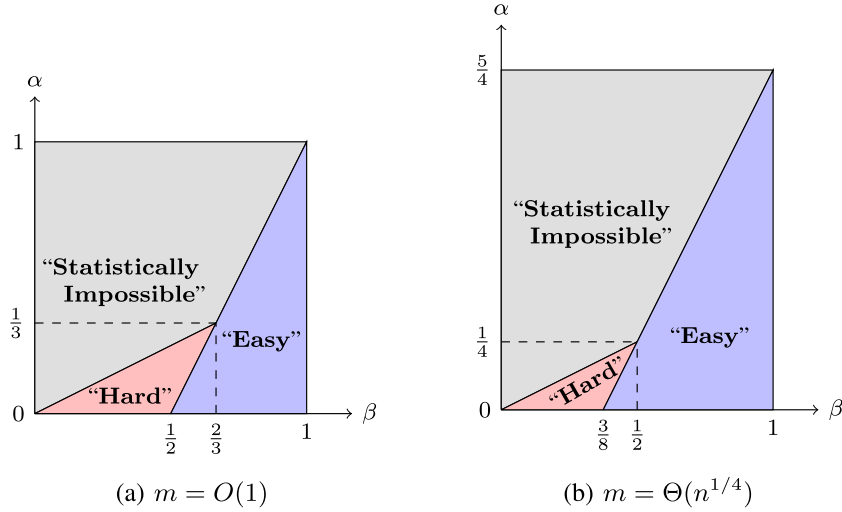 α
1
“Statistically
Impossible”
1/3
“Easy”
“Hard”
0
1/2
2/3
1
β
(a) m = O(1)
α
5/4
“Statistically
Impossible”
1/4
“Easy”
“Hard”
0
3/8
1/2
1
β
(b) m = Θ(n^{1/4})